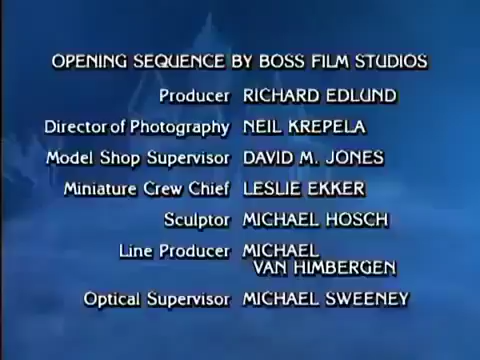 OPENING SEQUENCE BY BOSS FILM STUDIOS
Producer RICHARD EDLUND
Director of Photography NEIL KREPELA
Model Shop Supervisor DAVID M. JONES
Miniature Crew Chief LESLIE EKKER
Sculptor MICHAEL HOSCH
Line Producer MICHAEL
VAN HIMBERGEN
Optical Supervisor MICHAEL SWEENEY